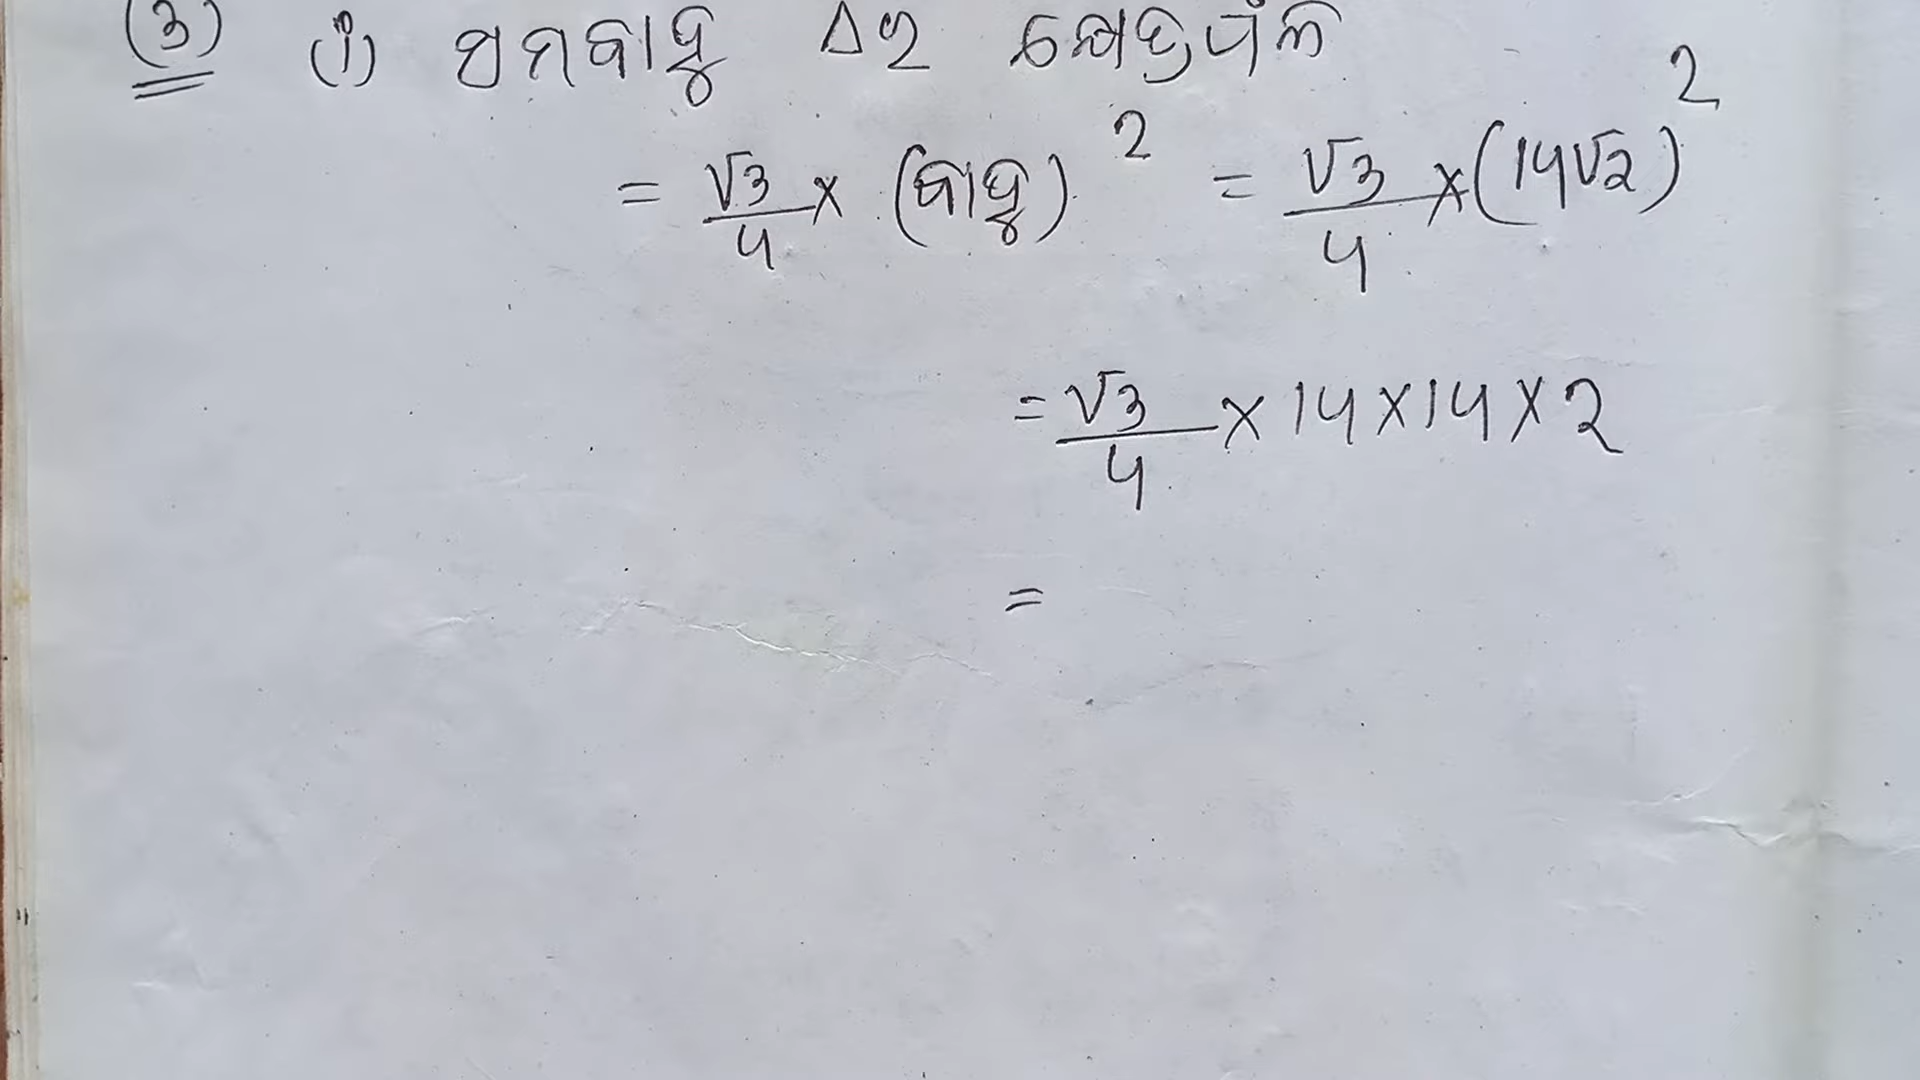 (3) (i) ସମବାହୁ Δର କ୍ଷେତ୍ରଫଳ
= √3/4 × (ବାହୁ)² = √3/4 × (14√2)²
= √3/4 × 14 × 14 × 2
=